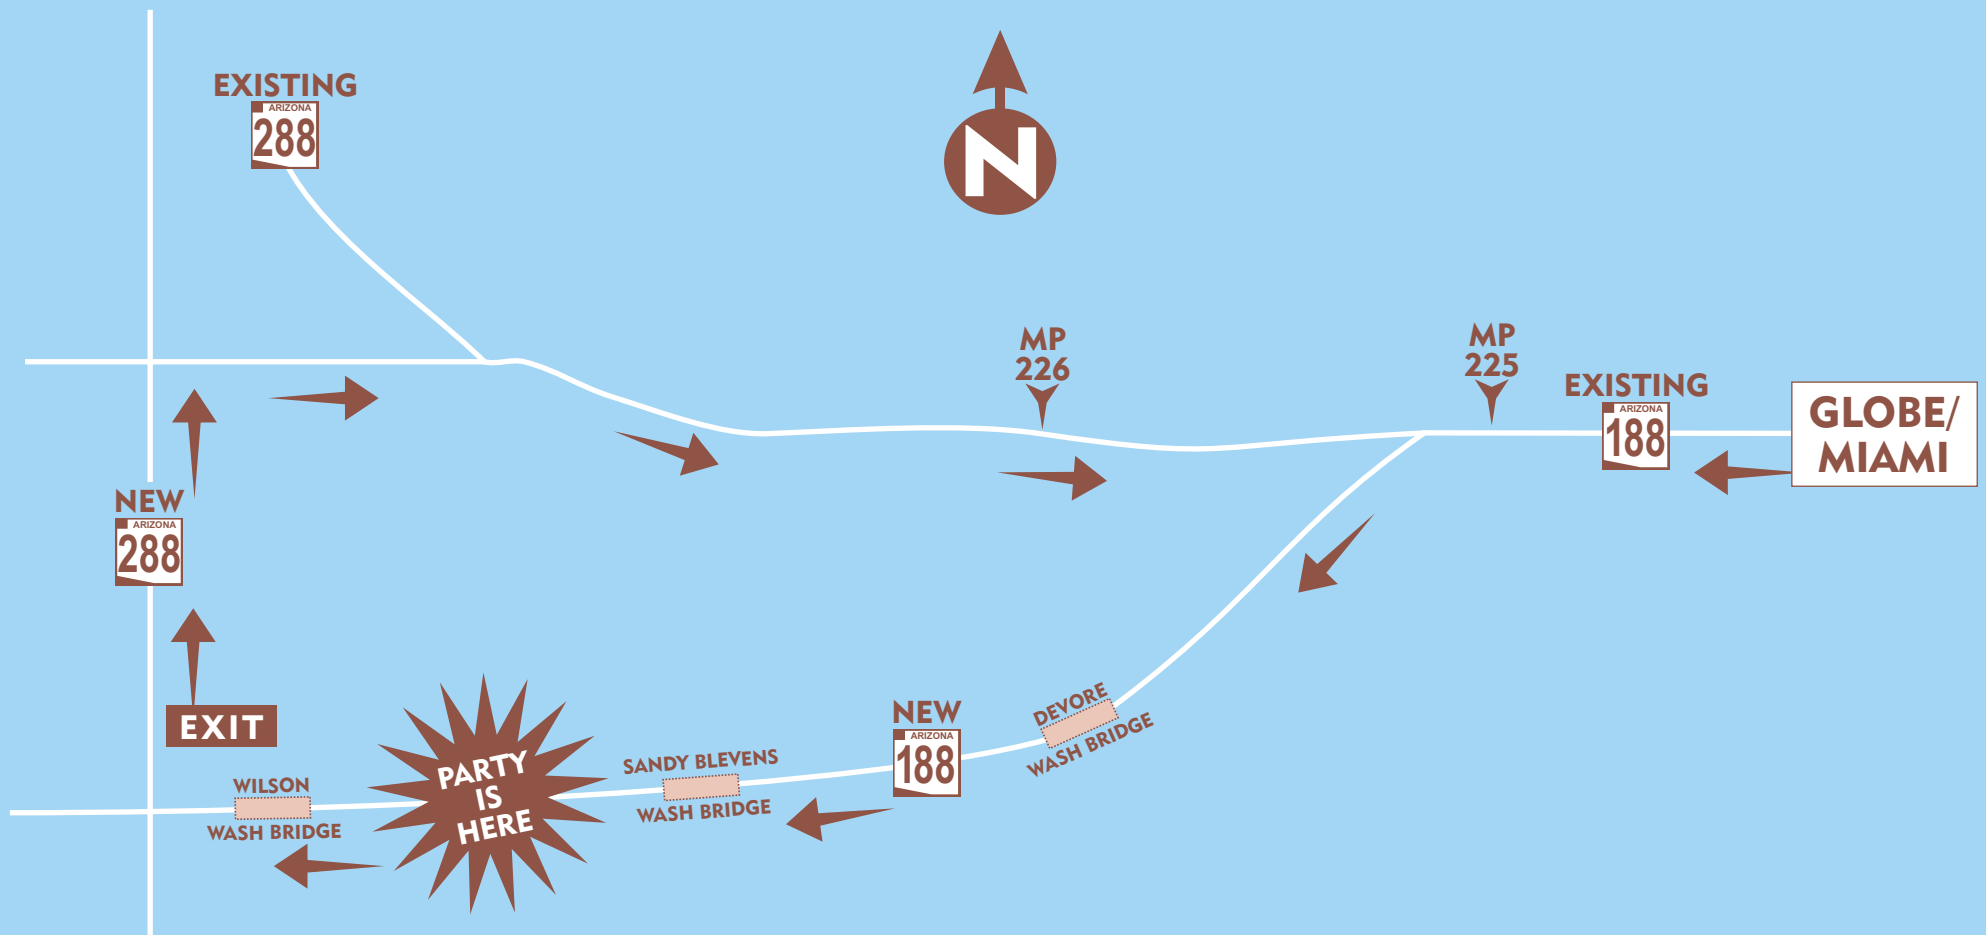 EXISTING
ARIZONA
288
N
MP
226
MP
225
EXISTING
ARIZONA
188
GLOBE/
MIAMI
NEW
ARIZONA
288
EXIT
WILSON
WASH BRIDGE
PARTY
IS
HERE
SANDY BLEVENS
WASH BRIDGE
NEW
ARIZONA
188
DEVORE
WASH BRIDGE